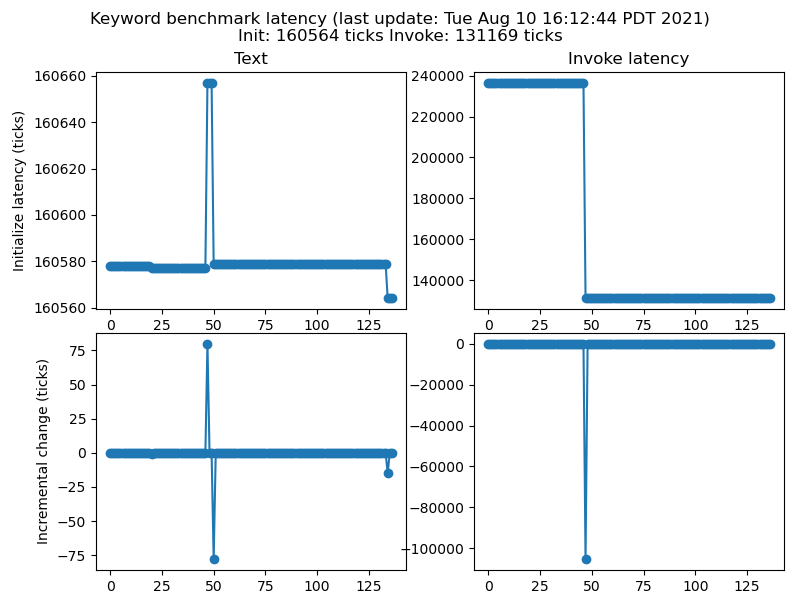 Keyword benchmark latency (last update: Tue Aug 10 16:12:44 PDT 2021)
Init: 160564 ticks Invoke: 131169 ticks
Text
Invoke latency
Initialize latency (ticks)
160660
160640
160620
160600
160580
160560
0 25 50 75 100 125
240000
220000
200000
180000
160000
140000
0 25 50 75 100 125
Incremental change (ticks)
75
50
25
0
−25
−50
−75
0 25 50 75 100 125
0
−20000
−40000
−60000
−80000
−100000
0 25 50 75 100 125